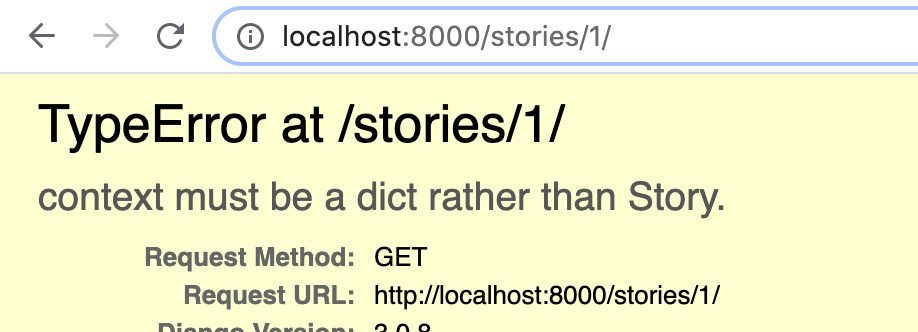 localhost:8000/stories/1/
TypeError at /stories/1/
context must be a dict rather than Story.
Request Method: GET
Request URL: http://localhost:8000/stories/1/
Django Version: 3.0.8